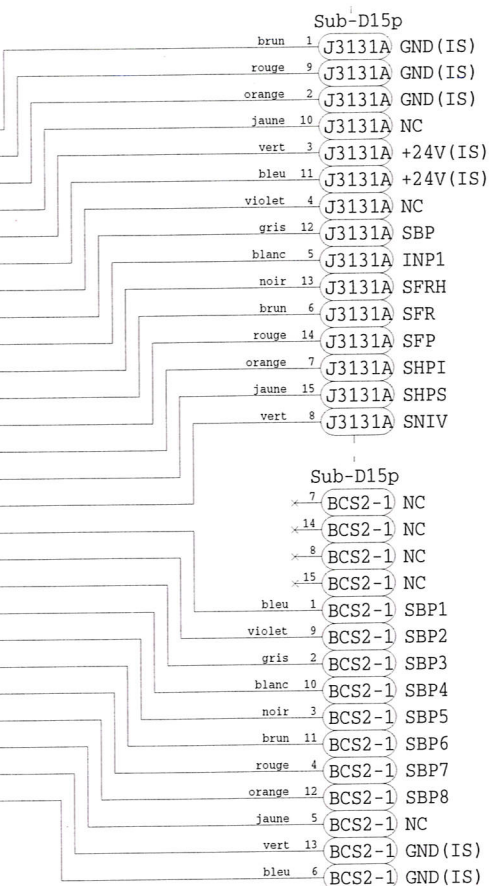 Sub-D15p
brun 1 J3131A GND(IS)
rouge 9 J3131A GND(IS)
orange 2 J3131A GND(IS)
jaune 10 J3131A NC
vert 3 J3131A +24V(IS)
bleu 11 J3131A +24V(IS)
violet 4 J3131A NC
gris 12 J3131A SBP
blanc 5 J3131A INP1
noir 13 J3131A SFRH
brun 6 J3131A SFR
rouge 14 J3131A SFP
orange 7 J3131A SHPI
jaune 15 J3131A SHPS
vert 8 J3131A SNIV
Sub-D15p
7 BCS2-1 NC
14 BCS2-1 NC
8 BCS2-1 NC
15 BCS2-1 NC
bleu 1 BCS2-1 SBP1
violet 9 BCS2-1 SBP2
gris 2 BCS2-1 SBP3
blanc 10 BCS2-1 SBP4
noir 3 BCS2-1 SBP5
brun 11 BCS2-1 SBP6
rouge 4 BCS2-1 SBP7
orange 12 BCS2-1 SBP8
jaune 5 BCS2-1 NC
vert 13 BCS2-1 GND(IS)
bleu 6 BCS2-1 GND(IS)